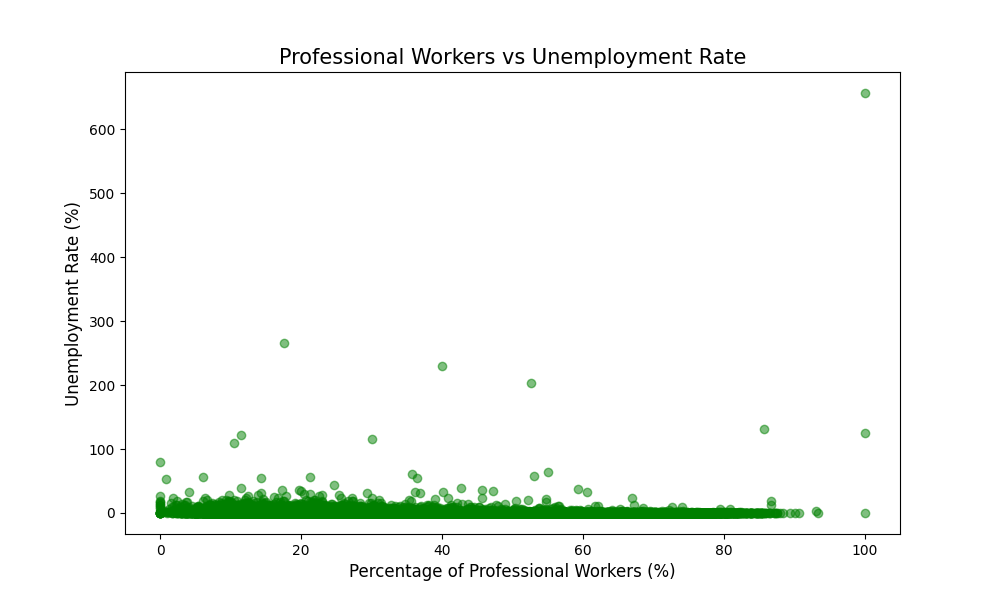 Professional Workers vs Unemployment Rate
Unemployment Rate (%)
600
500
400
300
200
100
0
0 20 40 60 80 100
Percentage of Professional Workers (%)